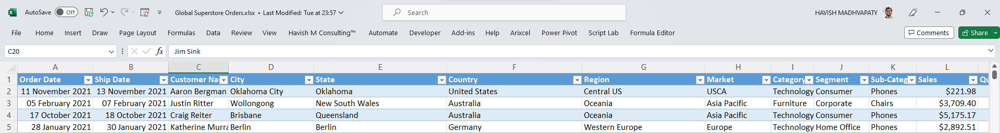 AutoSave Off Global Superstore Orders.xlsx • Last Modified: Tue at 23:57 Search HAVISH MADHVAPATY
File Home Insert Draw Page Layout Formulas Data Review View Havish M Consulting™ Automate Developer Add-ins Help Arixcel Power Pivot Script Lab Formula Editor Comments Share
C20 fx Jim Sink
A B C D E F G H I J K L
1 Order Date Ship Date Customer Na City State Country Region Market Category Segment Sub-Categ Sales Qu
2 11 November 2021 13 November 2021 Aaron Bergman Oklahoma City Oklahoma United States Central US USCA Technology Consumer Phones $221.98
3 05 February 2021 07 February 2021 Justin Ritter Wollongong New South Wales Australia Oceania Asia Pacific Furniture Corporate Chairs $3,709.40
4 17 October 2021 18 October 2021 Craig Reiter Brisbane Queensland Australia Oceania Asia Pacific Technology Consumer Phones $5,175.17
5 28 January 2021 30 January 2021 Katherine Murra Berlin Berlin Germany Western Europe Europe Technology Home Office Phones $2,892.51